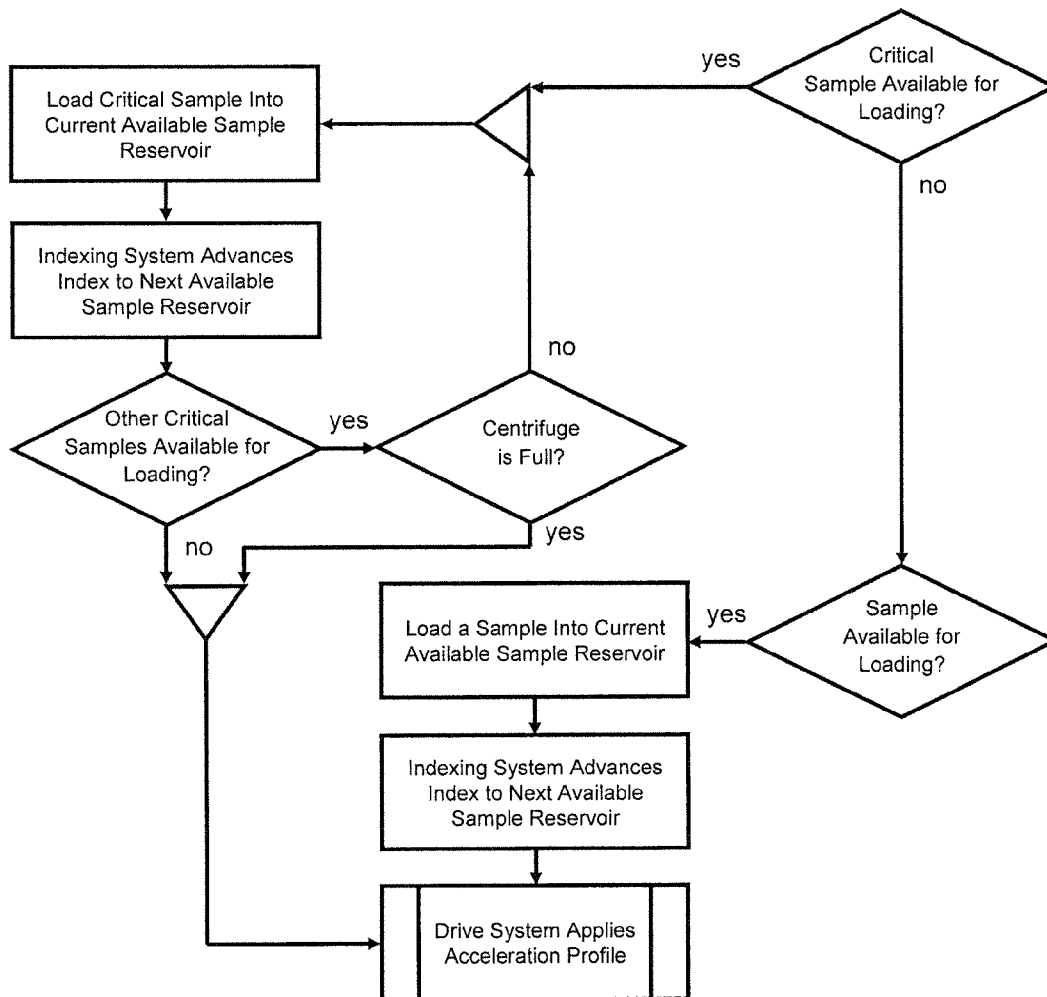 yes
Critical
Sample Available for
Loading?
Load Critical Sample Into
Current Available Sample
Reservoir
no
Indexing System Advances
Index to Next Available
Sample Reservoir
no
Other Critical
Samples Available for
Loading?
yes
Centrifuge
is Full?
no
yes
Load a Sample Into Current
Available Sample Reservoir
yes
Sample
Available for
Loading?
Indexing System Advances
Index to Next Available
Sample Reservoir
Drive System Applies
Acceleration Profile